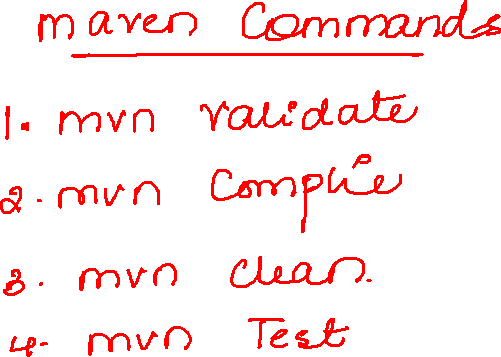 maven Commands
1. mvn validate
2. mvn compile
3. mvn clean.
4. mvn Test